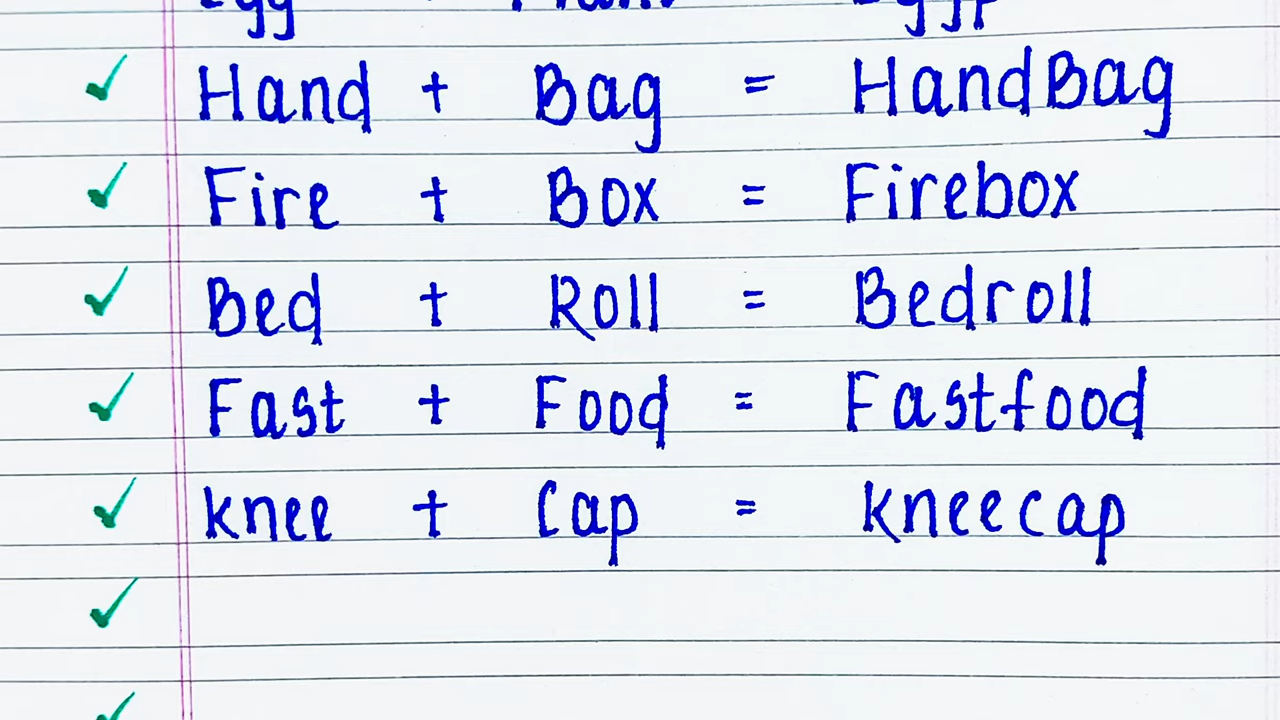 Hand + Bag = HandBag
Fire + Box = Firebox
Bed + Roll = Bedroll
Fast + Food = Fastfood
knee + Cap = kneecap